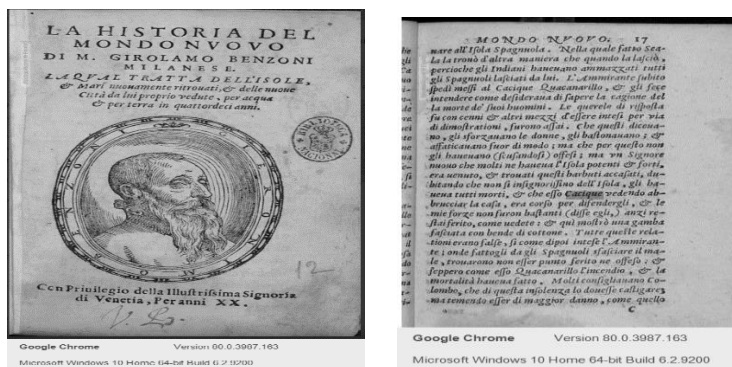 LA HISTORIA DEL
MONDO NVOVO
DI M. GIROLAMO BENZONI
MILANESE.
LAQVAL TRATTA DELL'ISOLE,
& Mari nuouamente ritrouati, & delle nuoue
Città da lui proprio vedute, per acqua
& per terra in quattordeci anni.
12
Con Priuilegio della Illuſtriſsima Signoria
di Venetia, Per anni XX.
Google Chrome Version 80.0.3987.163
Microsoft Windows 10 Home 64-bit Build 6.2.9200
MONDO NVOVO. 17
nare all'Iſola Spagnuola. Nella quale fatto Sca-
la la trouò d'altra maniera che quando la laſciò,
percioche gli Indiani haueuano ammazzati tutti
gli Spagnuoli laſciati da lui. L'Ammirante ſubito
ſpedì meſſi al Cacique Quacanarillo, & gli fece
intendere come deſideraua di ſapere la cagione del
la morte de' ſuoi huomini. Le querele di riſpoſta
fu con cenni & altri mezzi d'eſſere inteſi per via
di dimoſtrationi, furono aſſai. Che queſti diceua-
no, gli sforzauano le donne, gli baſtonauano; &
affaticauano fuor di modo; ma che per queſto non
gli haueuano (ſcuſandoſi) offeſi; ma vn Signore
nuouo che molti ne haueua l'Iſola potenti & forti,
era uenuto, & trouati queſti barbuti accaſati, du-
bitando che non ſi inſignoriſſino dell'Iſola, gli ha-
ueua tutti morti, & che eſſo Cacique vedendo ab-
brucciar la caſa, era corſo per difendergli, & le
mie forze non furon baſtanti (diſſe egli,) anzi re-
ſtai ferito, come uedete: & quì moſtrò una gamba
faſciata con bende di cottone. Tutte queſte rela-
tioni erano falſe, ſi come dipoi inteſe l'Ammiran-
te; onde fattogli da gli Spagnuoli sfaſciare il ma-
le, trouarono non eſſer punto ferito ne offeſo: &
ſeppero come eſſo Quacanarillo l'incendio, & la
mortalità haueua fatto. Molti conſigliauano Co-
lombo, che di queſta inſolenza lo doueſſe caſtigare;
ma temendo eſſer di maggior danno, come quello
C
Google Chrome Version 80.0.3987.163
Microsoft Windows 10 Home 64-bit Build 6.2.9200